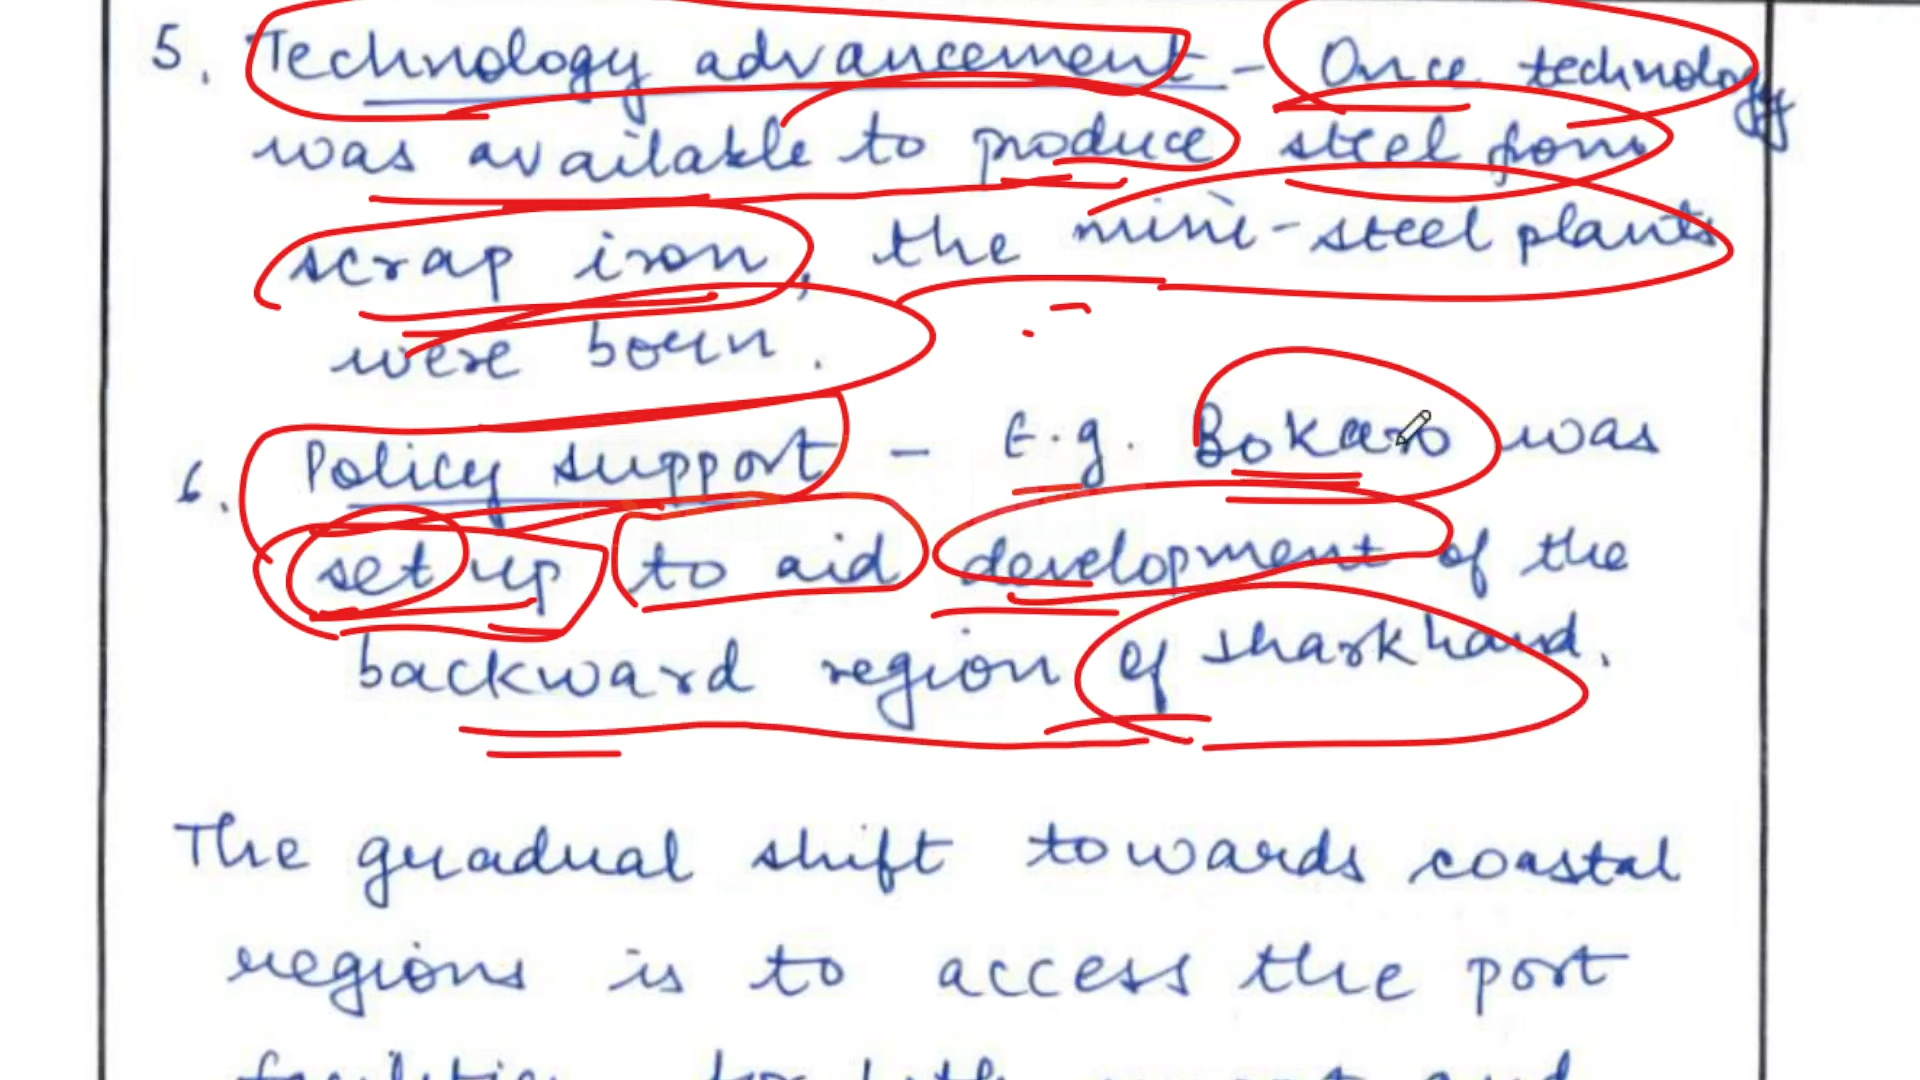 5. Technology advancement - Once technology
was available to produce steel from
scrap iron, the mini-steel plants
were born.
6. Policy support - E.g. Bokaro was
set up to aid development of the
backward region of Jharkhand.
The gradual shift towards coastal
regions is to access the port